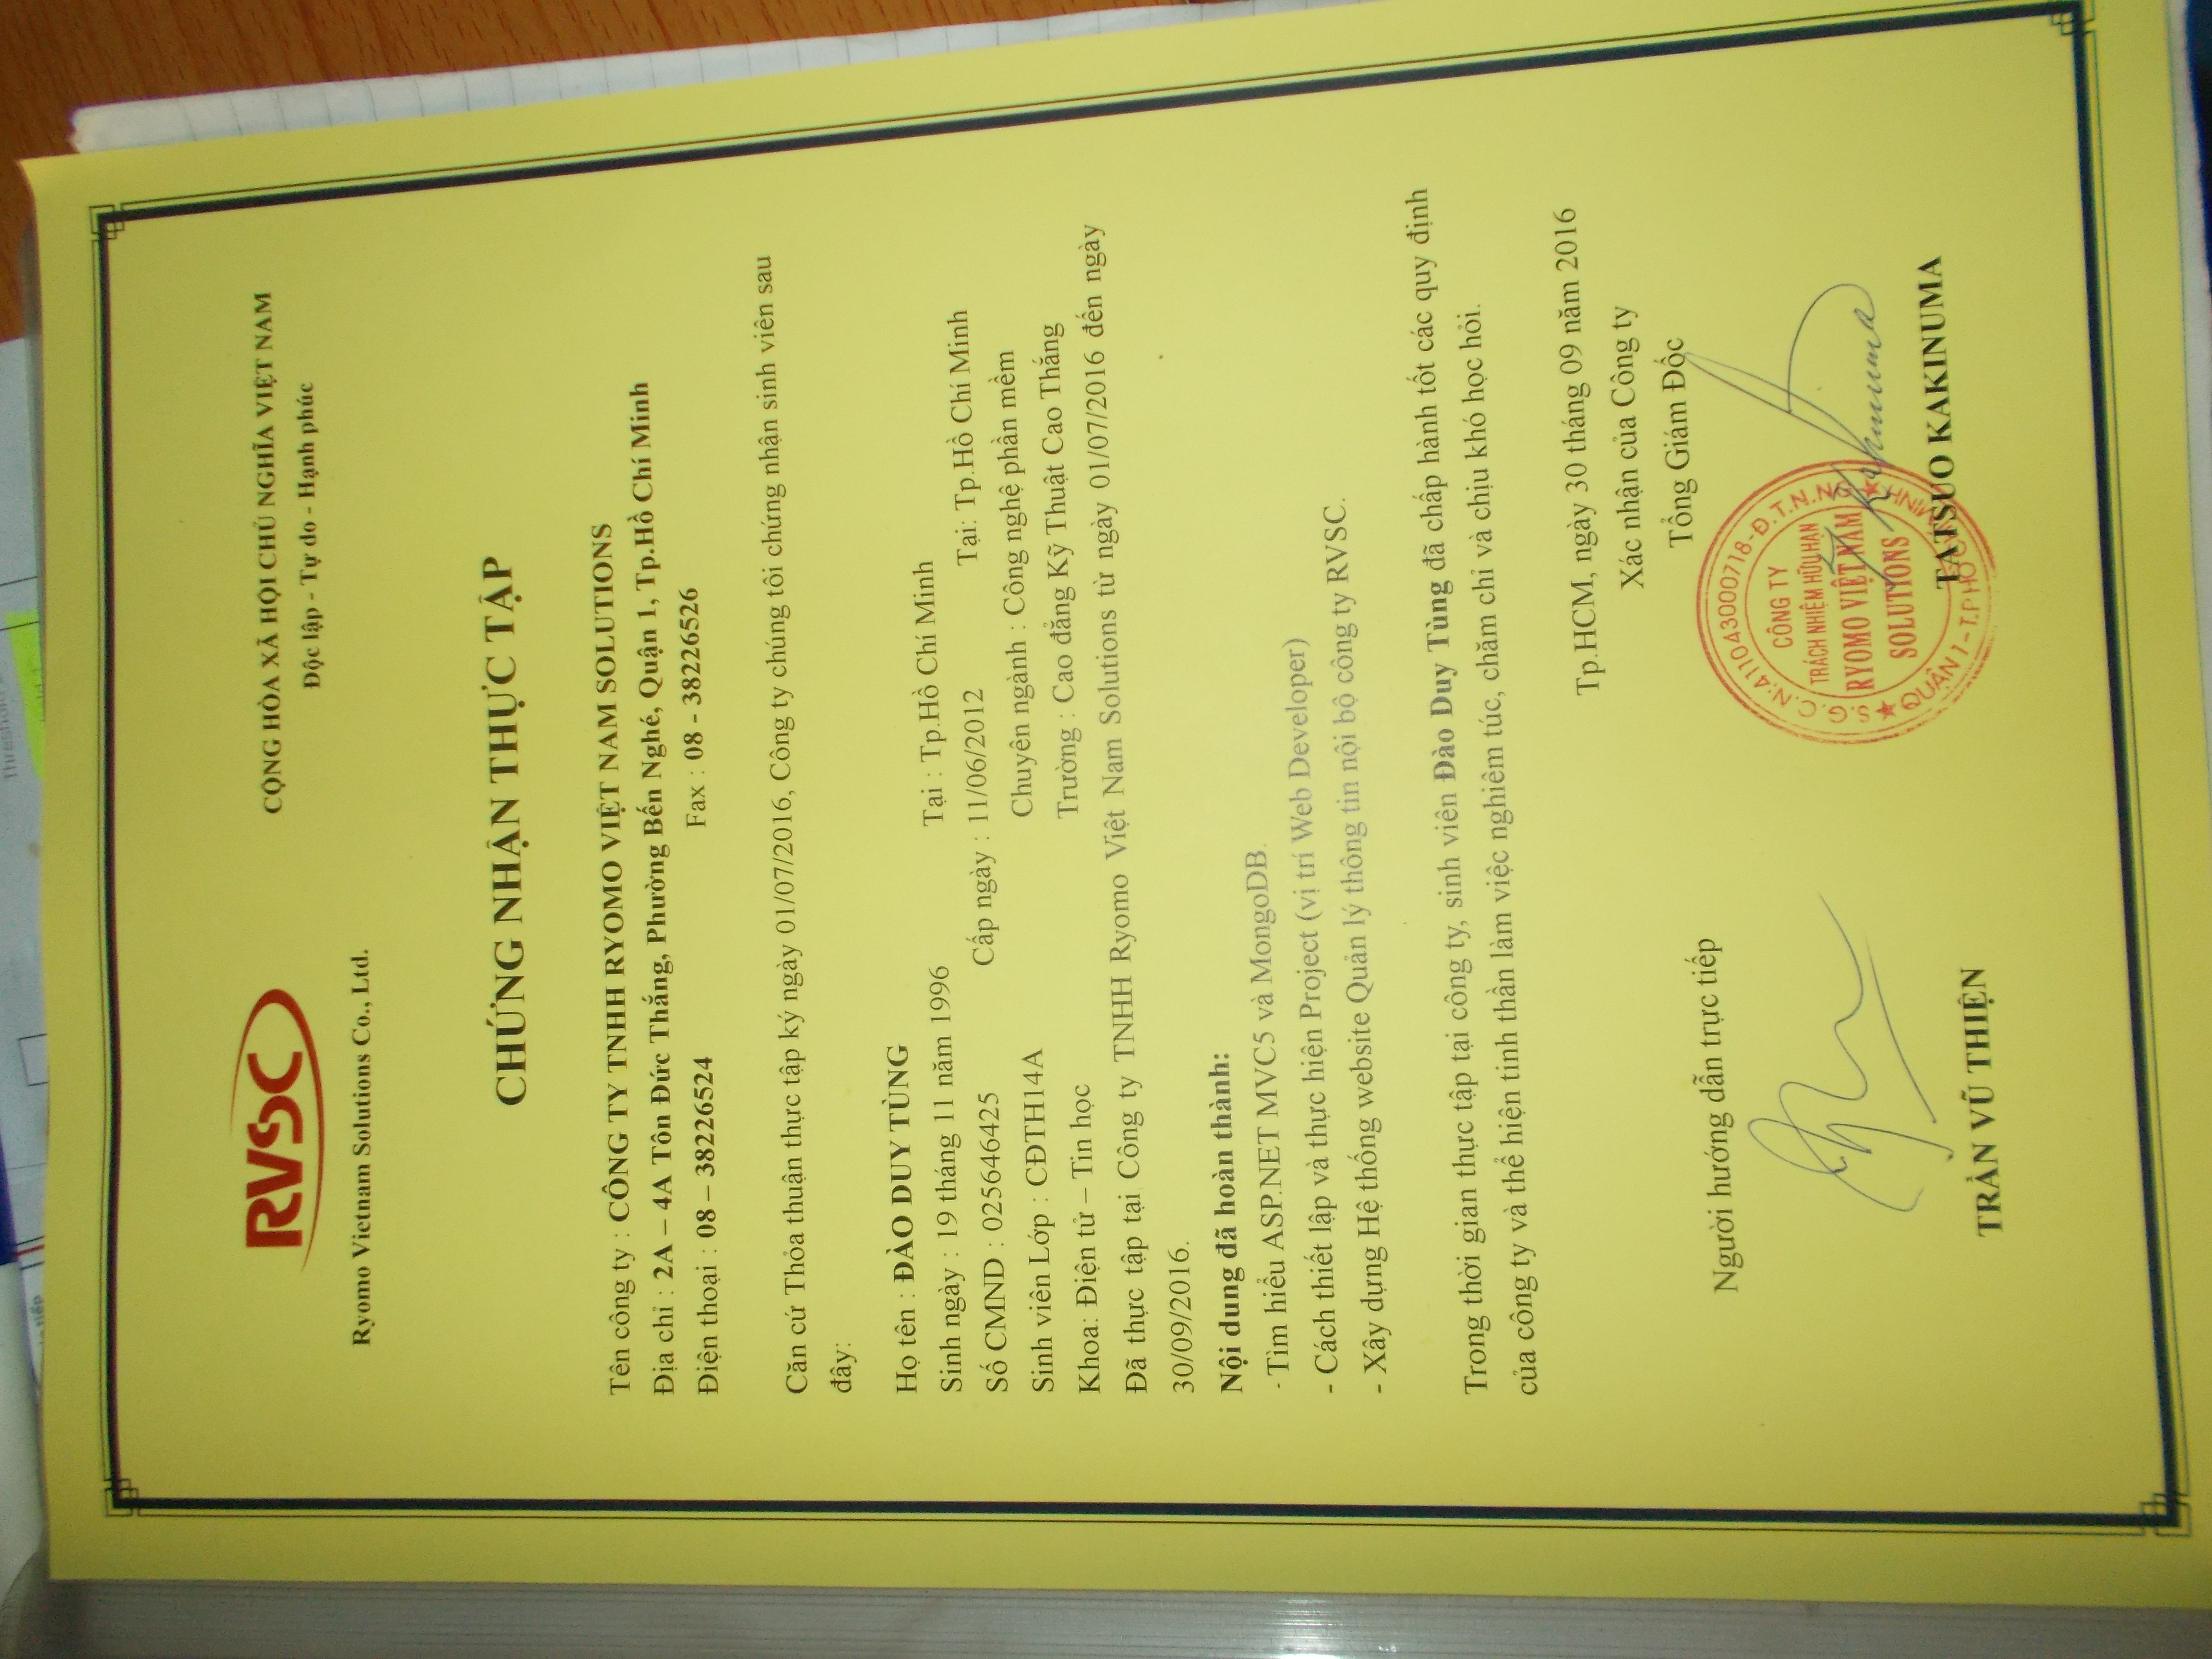 RVSC
Ryomo Vietnam Solutions Co., Ltd.
CỘNG HÒA XÃ HỘI CHỦ NGHĨA VIỆT NAM
Độc lập - Tự do - Hạnh phúc
CHỨNG NHẬN THỰC TẬP
Tên công ty : CÔNG TY TNHH RYOMO VIỆT NAM SOLUTIONS
Địa chỉ : 2A – 4A Tôn Đức Thắng, Phường Bến Nghé, Quận 1, Tp.Hồ Chí Minh
Điện thoại : 08 – 38226524 Fax : 08 - 38226526
Căn cứ Thỏa thuận thực tập ký ngày 01/07/2016, Công ty chúng tôi chứng nhận sinh viên sau
đây:
Họ tên : ĐÀO DUY TÙNG
Sinh ngày : 19 tháng 11 năm 1996 Tại : Tp.Hồ Chí Minh
Số CMND : 025646425 Cấp ngày : 11/06/2012 Tại: Tp.Hồ Chí Minh
Sinh viên Lớp : CĐTH14A Chuyên ngành : Công nghệ phần mềm
Khoa: Điện tử – Tin học Trường : Cao đẳng Kỹ Thuật Cao Thắng
Đã thực tập tại Công ty TNHH Ryomo Việt Nam Solutions từ ngày 01/07/2016 đến ngày
30/09/2016.
Nội dung đã hoàn thành:
- Tìm hiểu ASP.NET MVC5 và MongoDB.
- Cách thiết lập và thực hiện Project (vị trí Web Developer)
- Xây dựng Hệ thống website Quản lý thông tin nội bộ công ty RVSC.
Trong thời gian thực tập tại công ty, sinh viên Đào Duy Tùng đã chấp hành tốt các quy định
của công ty và thể hiện tinh thần làm việc nghiêm túc, chăm chỉ và chịu khó học hỏi.
Tp.HCM, ngày 30 tháng 09 năm 2016
Xác nhận của Công ty
Tổng Giám Đốc
Người hướng dẫn trực tiếp
S.G.C.N:411043000718-Đ.T.N.N
CÔNG TY
TRÁCH NHIỆM HỮU HẠN
RYOMO VIỆT NAM
SOLUTIONS
QUẬN 1 - T.P HỒ
TRẦN VŨ THIỆN
TATSUO KAKINUMA